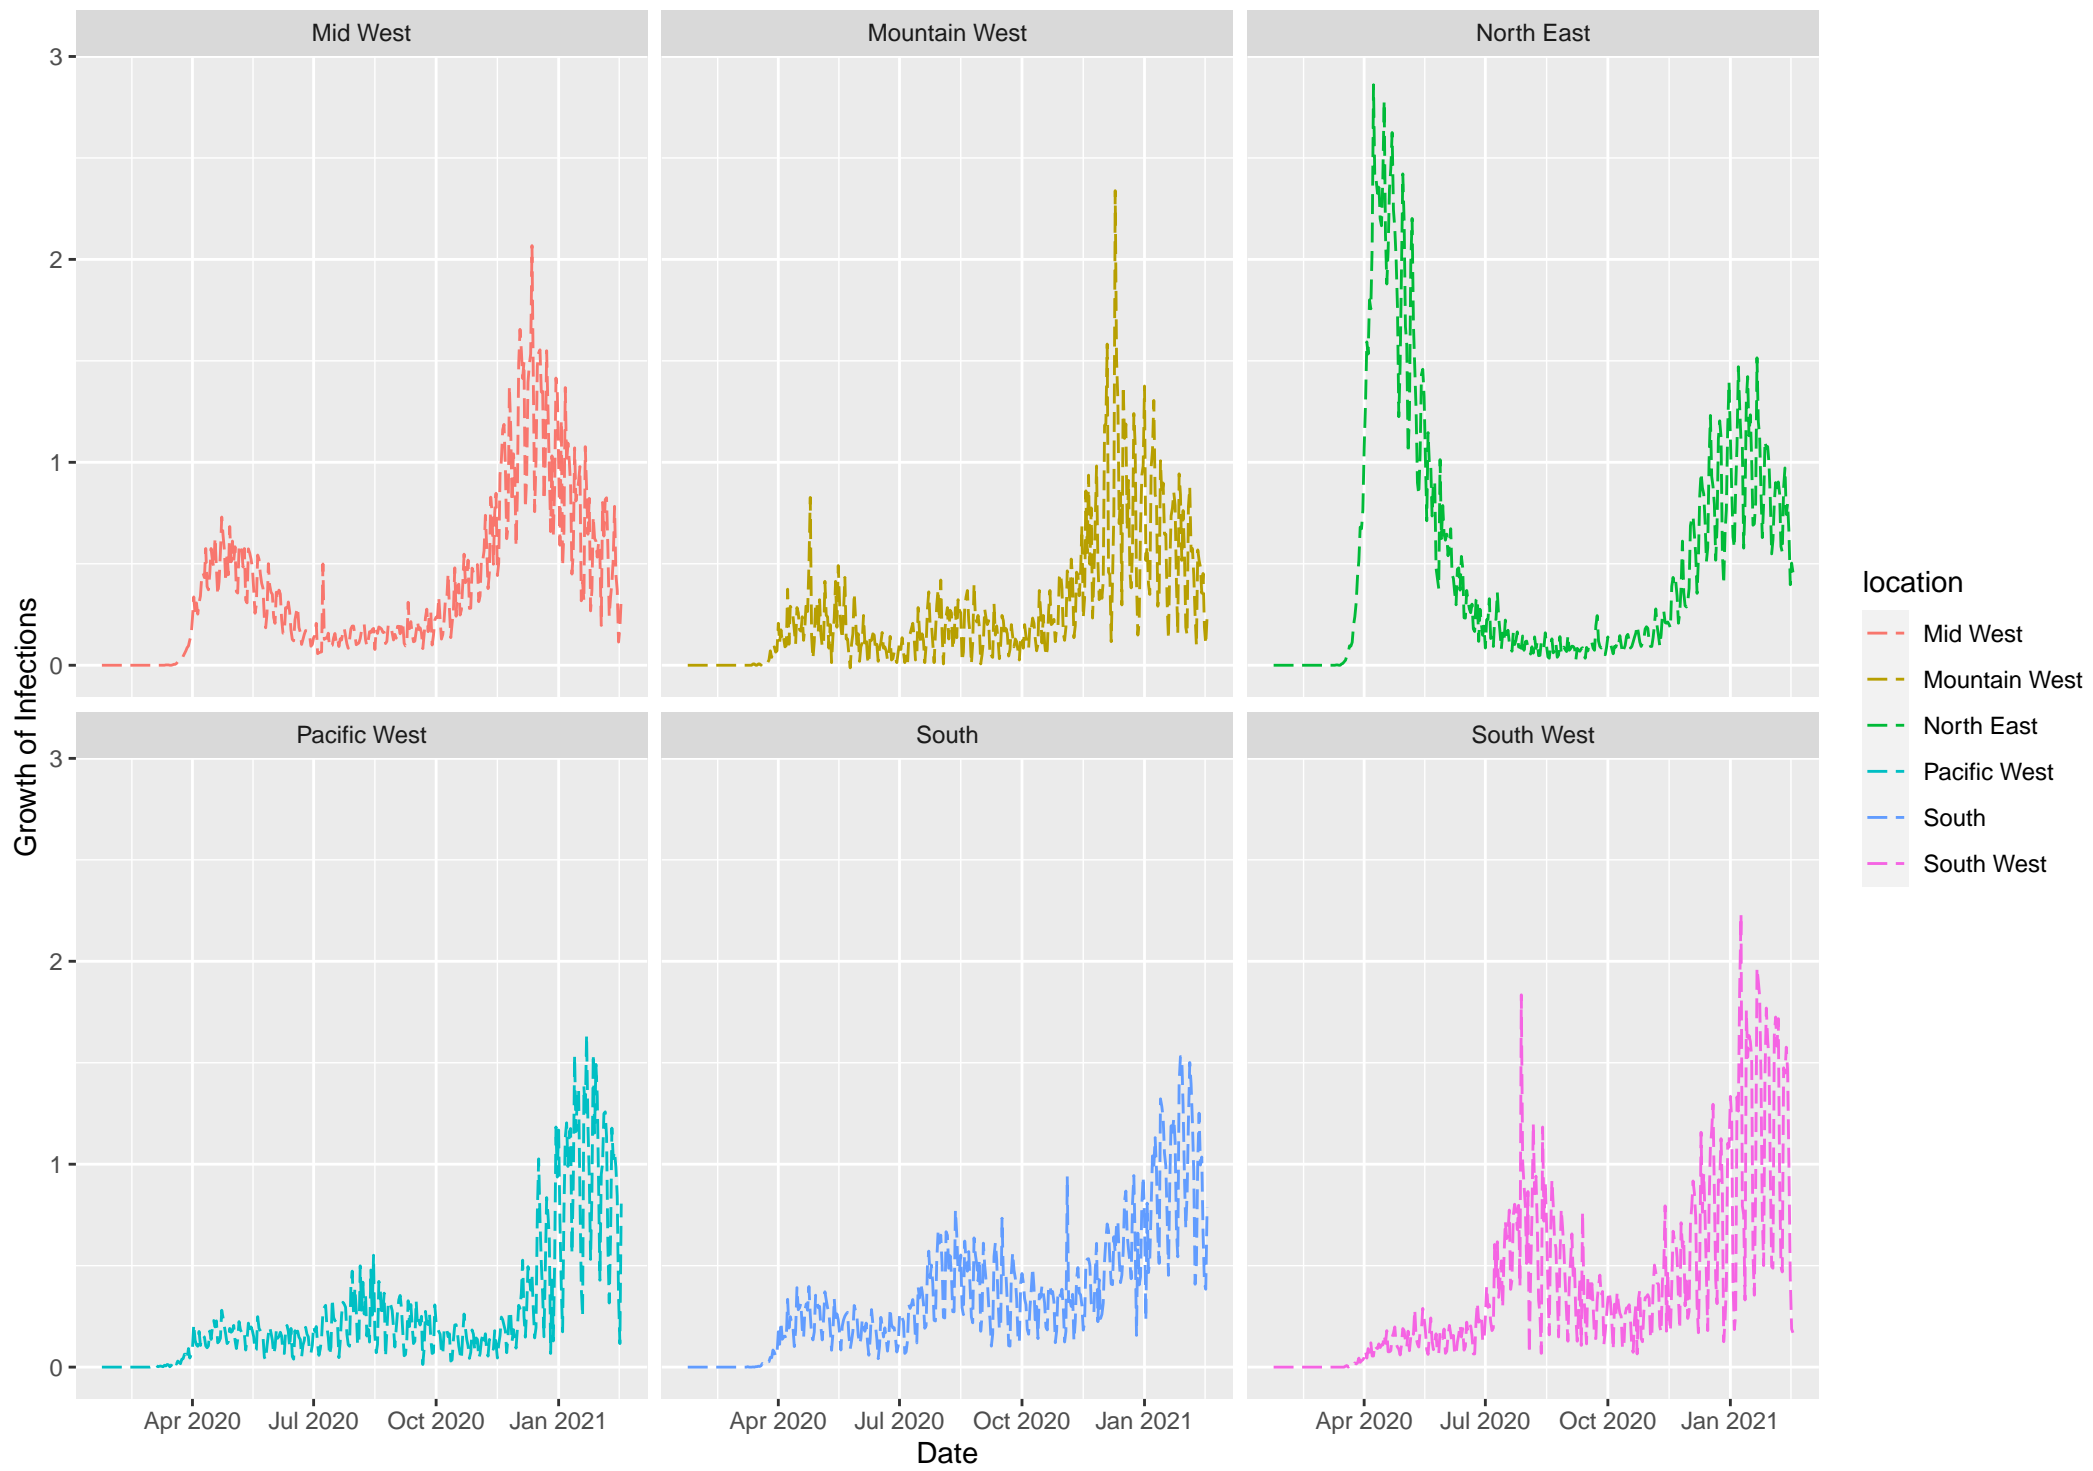 Mid West
Mountain West
North East
3
2
1
0
Growth of Infections
Pacific West
South
South West
3
2
1
0
Apr 2020 Jul 2020 Oct 2020 Jan 2021
Apr 2020 Jul 2020 Oct 2020 Jan 2021
Apr 2020 Jul 2020 Oct 2020 Jan 2021
Date
location
Mid West
Mountain West
North East
Pacific West
South
South West